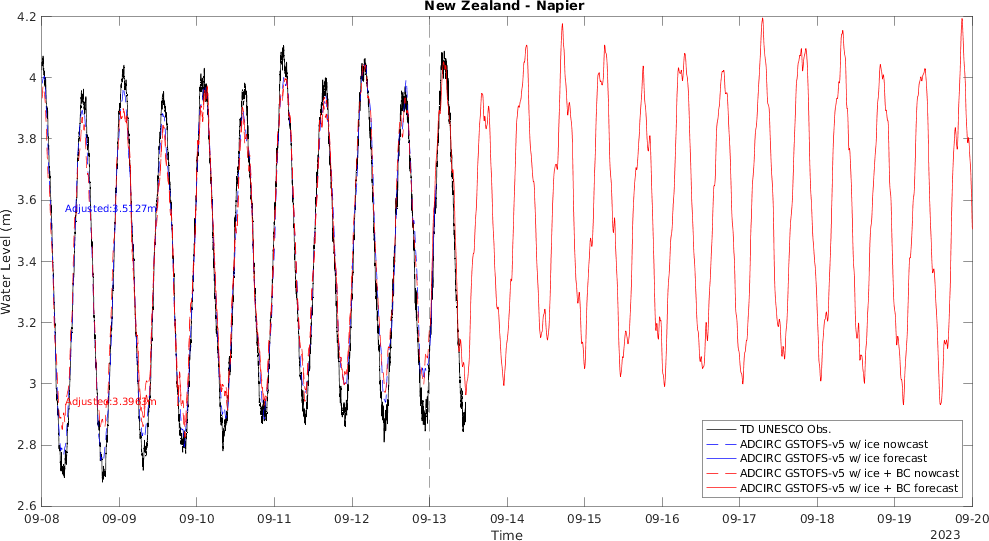 New Zealand - Napier
4.2
4
3.8
3.6
3.4
3.2
3
2.8
2.6
Water Level (m)
Adjusted:3.5127m
Adjusted:3.3963m
TD UNESCO Obs.
ADCIRC GSTOFS-v5 w/ ice nowcast
ADCIRC GSTOFS-v5 w/ ice forecast
ADCIRC GSTOFS-v5 w/ ice + BC nowcast
ADCIRC GSTOFS-v5 w/ ice + BC forecast
09-08 09-09 09-10 09-11 09-12 09-13 09-14 09-15 09-16 09-17 09-18 09-19 09-20
Time
2023